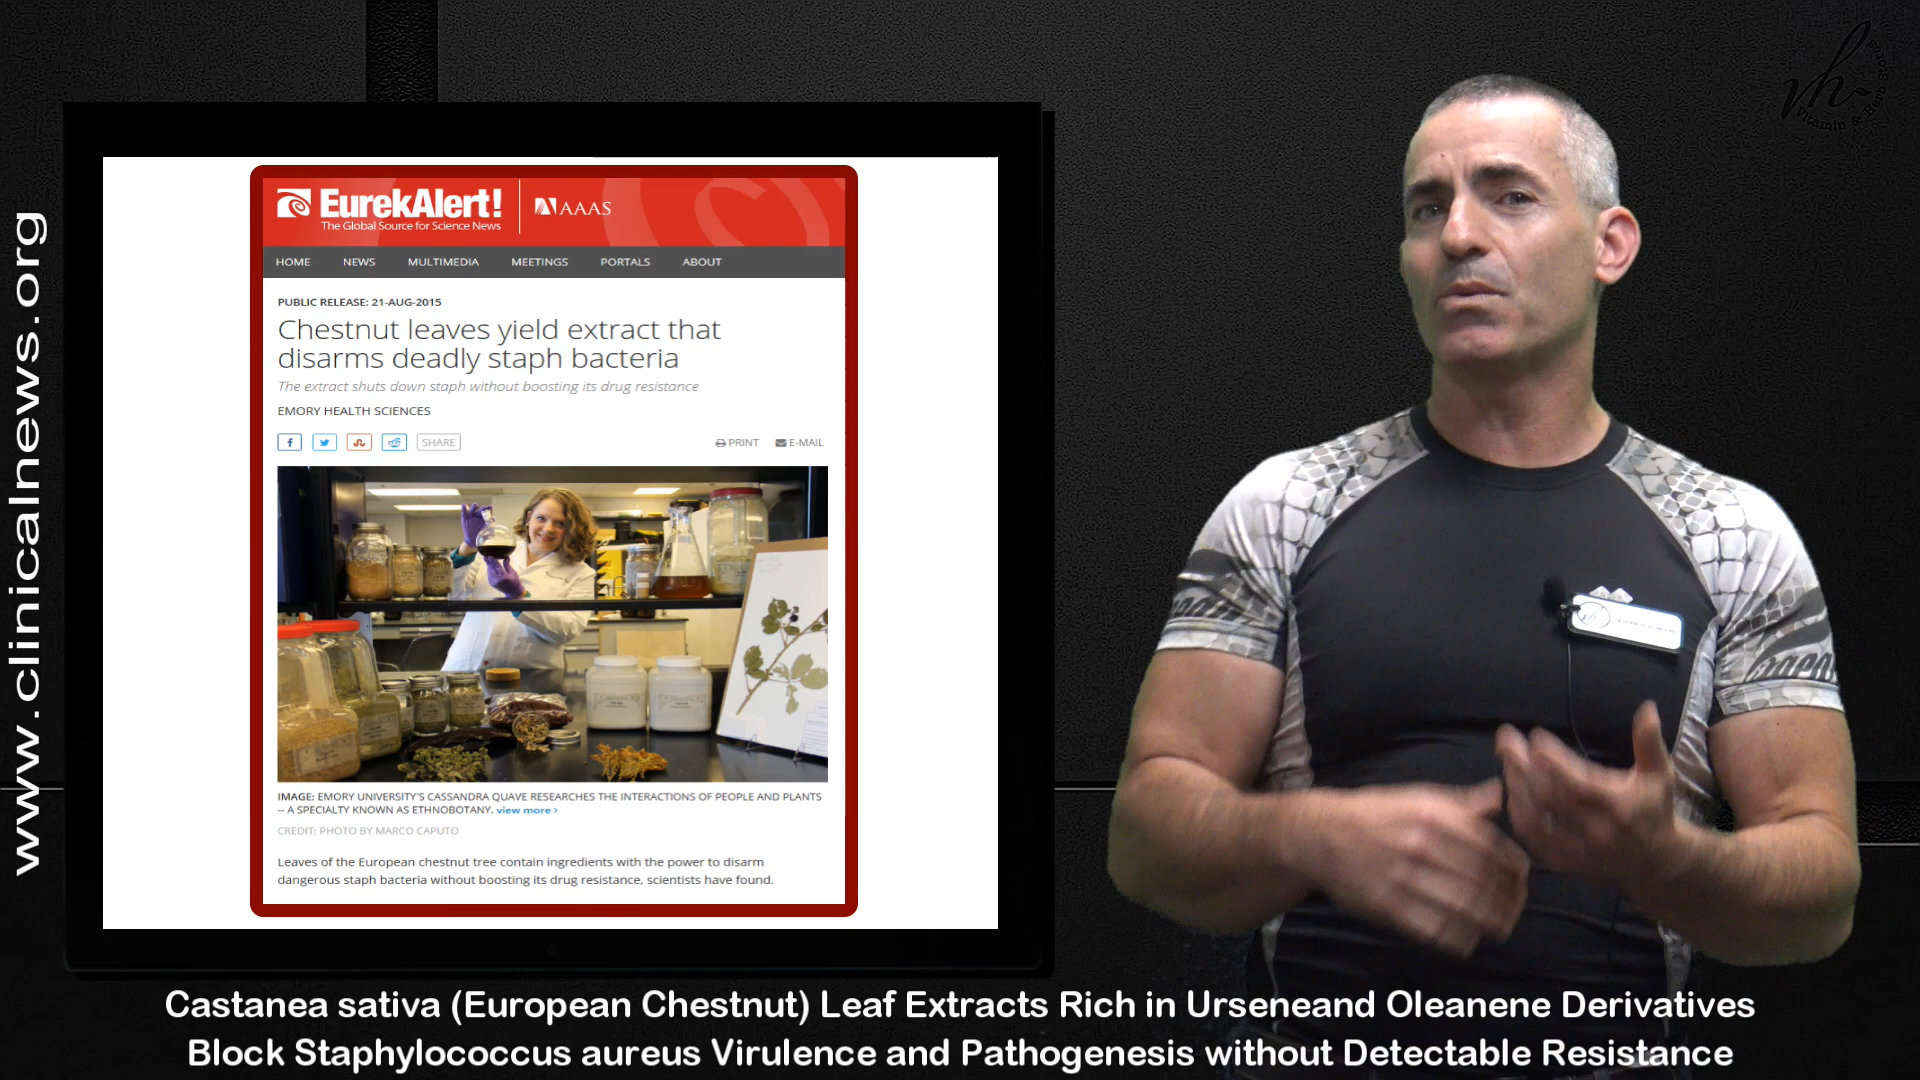 www.clinicalnews.org
EurekAlert!
The Global Source for Science News
AAAS
HOME NEWS MULTIMEDIA MEETINGS PORTALS ABOUT
PUBLIC RELEASE: 21-AUG-2015
Chestnut leaves yield extract that
disarms deadly staph bacteria
The extract shuts down staph without boosting its drug resistance
EMORY HEALTH SCIENCES
SHARE
PRINT E-MAIL
IMAGE: EMORY UNIVERSITY'S CASSANDRA QUAVE RESEARCHES THE INTERACTIONS OF PEOPLE AND PLANTS
-- A SPECIALTY KNOWN AS ETHNOBOTANY. view more >
CREDIT: PHOTO BY MARCO CAPUTO
Leaves of the European chestnut tree contain ingredients with the power to disarm
dangerous staph bacteria without boosting its drug resistance, scientists have found.
vh
Vitamin & Herb Stores
Castanea sativa (European Chestnut) Leaf Extracts Rich in Urseneand Oleanene Derivatives
Block Staphylococcus aureus Virulence and Pathogenesis without Detectable Resistance